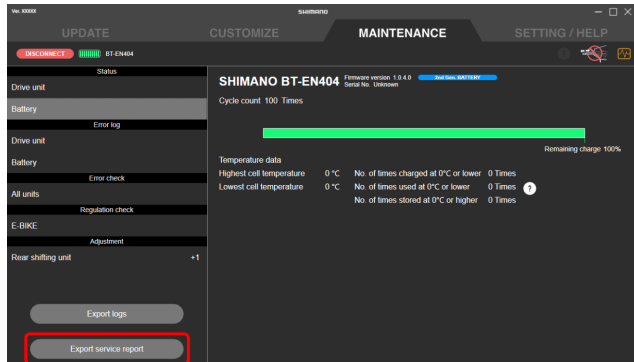 Ver. XXXXX
SHIMANO
UPDATE
CUSTOMIZE
MAINTENANCE
SETTING / HELP
DISCONNECT
BT-EN404
Status
Drive unit
Battery
Error log
Drive unit
Battery
Error check
All units
Regulation check
E-BIKE
Adjustment
Rear shifting unit +1
Export logs
Export service report
SHIMANO BT-EN404
Firmware version 1.0.4.0 2nd Gen. BATTERY
Serial No. Unknown
Cycle count 100 Times
Remaining charge 100%
Temperature data
Highest cell temperature 0 °C No. of times charged at 0°C or lower 0 Times
Lowest cell temperature 0 °C No. of times used at 0°C or lower 0 Times ?
No. of times stored at 0°C or higher 0 Times